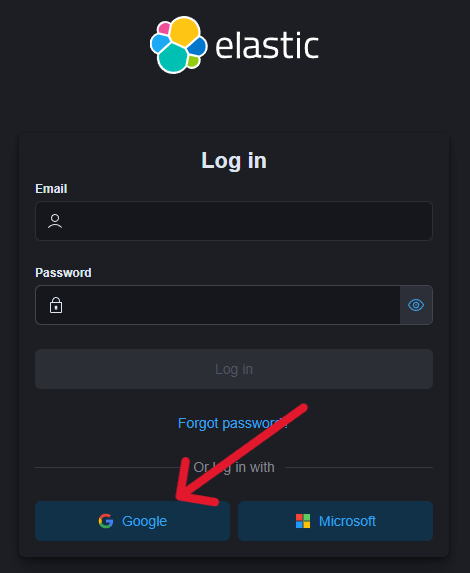 elastic
Log in
Email
Password
Log in
Forgot password?
Or log in with
Google
Microsoft